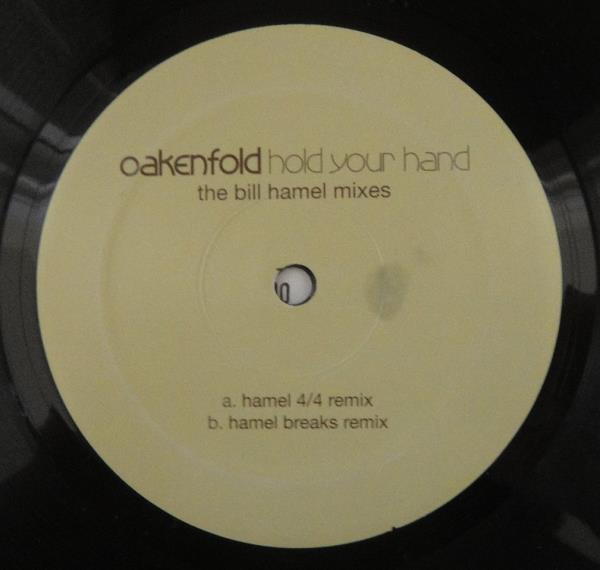 oakenfold hold your hand
the bill hamel mixes
a. hamel 4/4 remix
b. hamel breaks remix